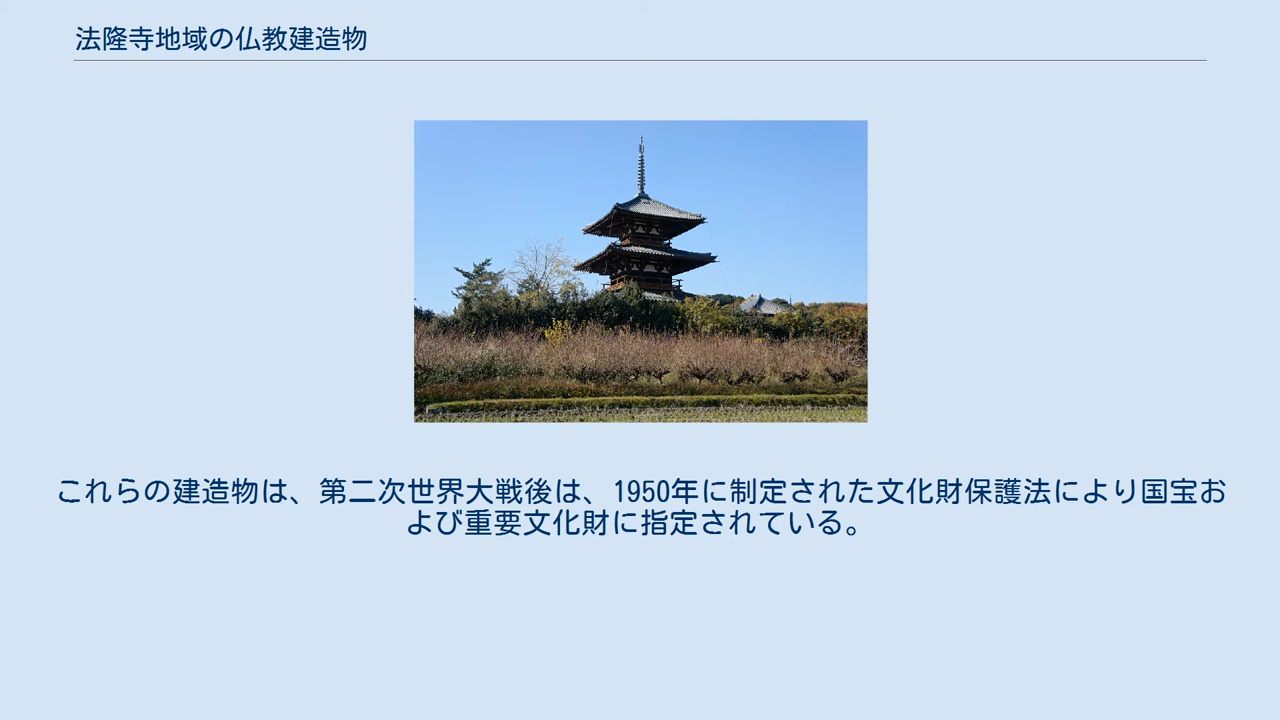 法隆寺地域の仏教建造物
これらの建造物は、第二次世界大戦後は、1950年に制定された文化財保護法により国宝お
よび重要文化財に指定されている。